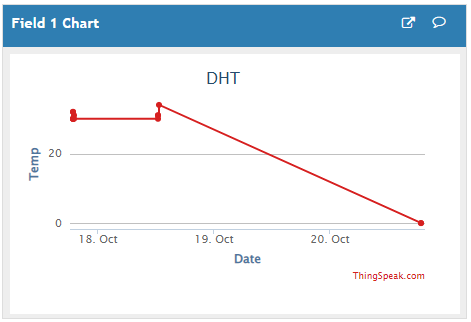 Field 1 Chart
DHT
Temp
20
0
18. Oct
19. Oct
20. Oct
Date
ThingSpeak.com